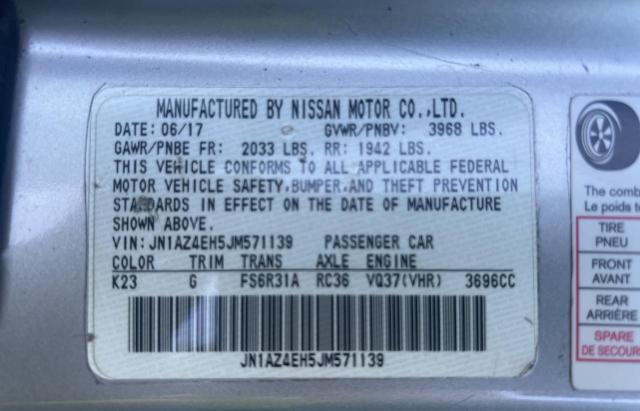 MANUFACTURED BY NISSAN MOTOR CO.,LTD.
DATE: 06/17 GVWR/PNBV: 3968 LBS.
GAWR/PNBE FR: 2033 LBS. RR: 1942 LBS.
THIS VEHICLE CONFORMS TO ALL APPLICABLE FEDERAL
MOTOR VEHICLE SAFETY,BUMPER,AND THEFT PREVENTION
STANDARDS IN EFFECT ON THE DATE OF MANUFACTURE
SHOWN ABOVE.
VIN: JN1AZ4EH5JM571139 PASSENGER CAR
COLOR TRIM TRANS AXLE ENGINE
K23 G FS6R31A RC36 VQ37(VHR) 3696CC
JN1AZ4EH5JM571139
The comb
Le poids to
TIRE
PNEU
FRONT
AVANT
REAR
ARRIÈRE
SPARE
DE SECOURS